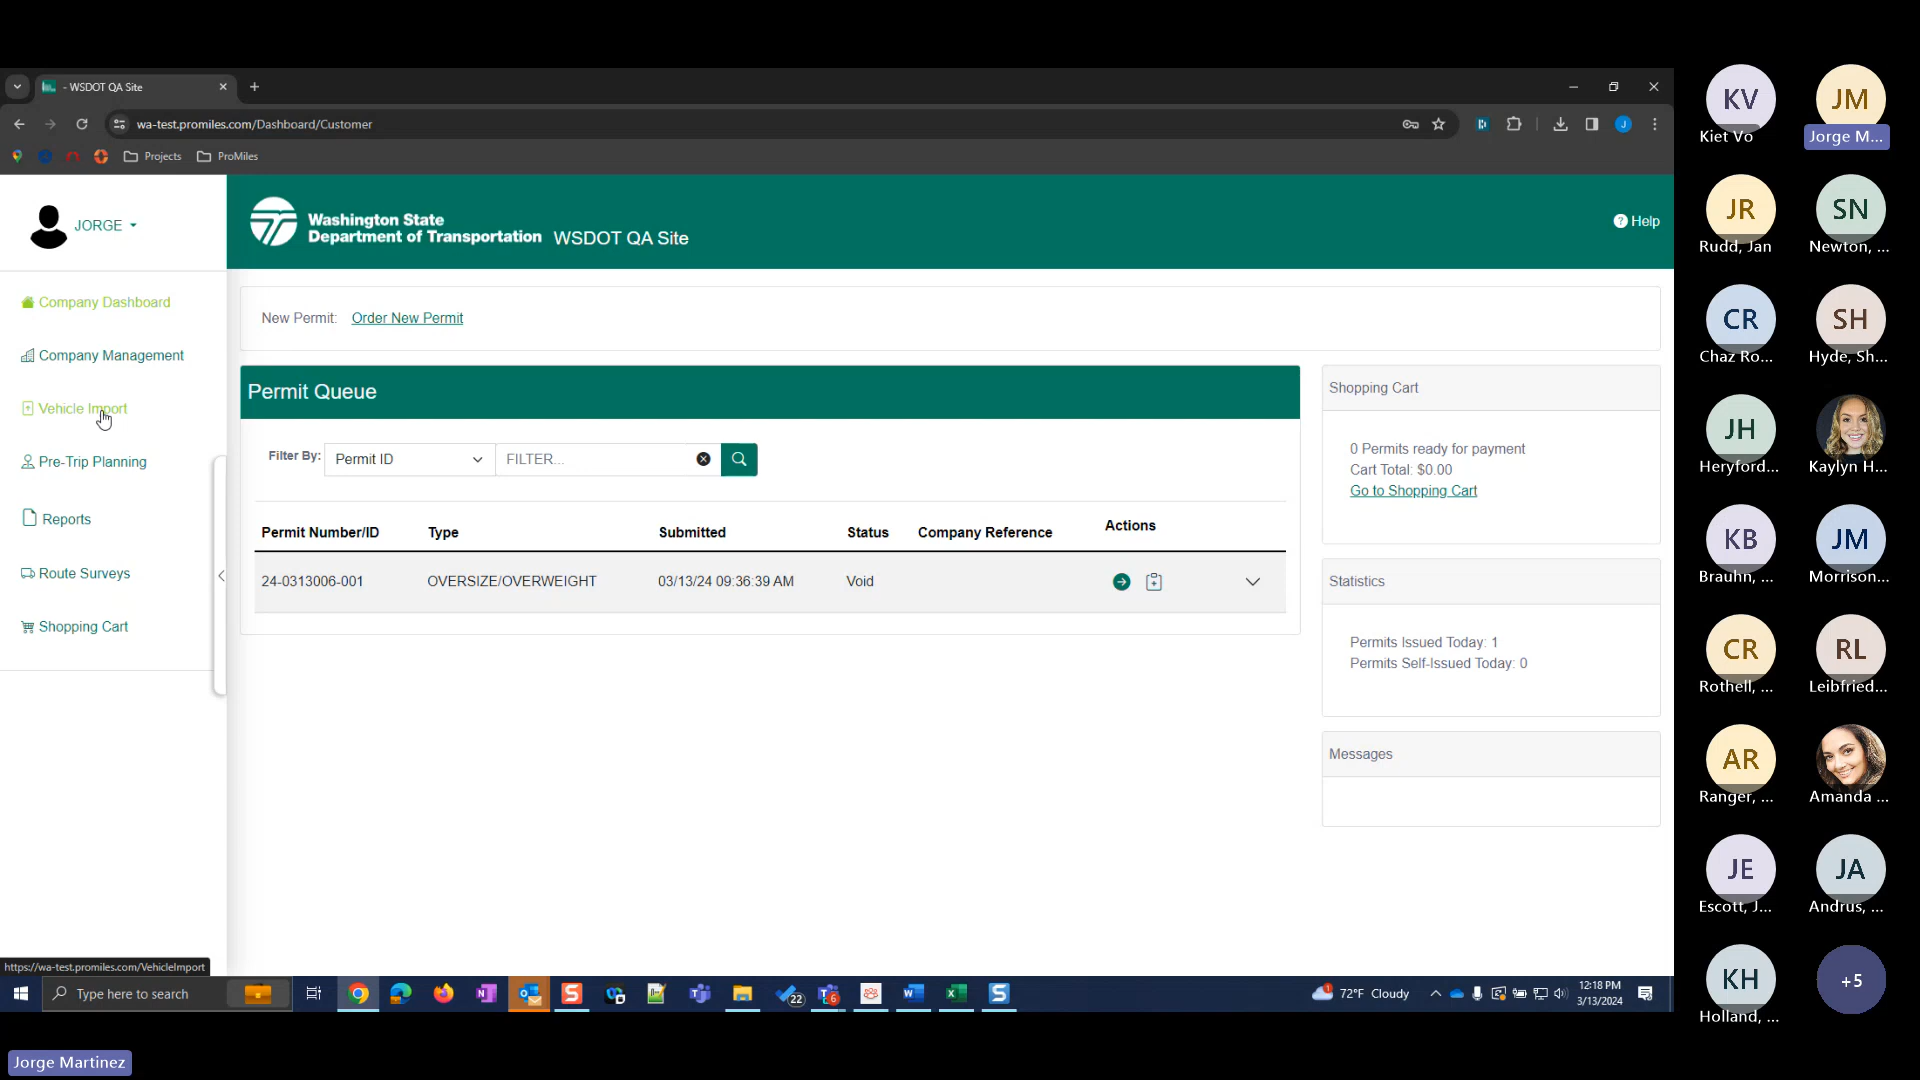 - WSDOT QA Site
wa-test.promiles.com/Dashboard/Customer
Projects
ProMiles
JORGE
Washington State
Department of Transportation
WSDOT QA Site
Help
Company Dashboard
Company Management
Vehicle Import
Pre-Trip Planning
Reports
Route Surveys
Shopping Cart
New Permit: Order New Permit
Permit Queue
Filter By: Permit ID FILTER...
Permit Number/ID Type Submitted Status Company Reference Actions
24-0313006-001 OVERSIZE/OVERWEIGHT 03/13/24 09:36:39 AM Void
Shopping Cart
0 Permits ready for payment
Cart Total: $0.00
Go to Shopping Cart
Statistics
Permits Issued Today: 1
Permits Self-Issued Today: 0
Messages
https://wa-test.promiles.com/VehicleImport
Type here to search
22
6
72°F Cloudy
12:18 PM
3/13/2024
KV
Kiet Vo
JM
Jorge M...
JR
Rudd, Jan
SN
Newton, ...
CR
Chaz Ro...
SH
Hyde, Sh...
JH
Heryford...
Kaylyn H...
KB
Brauhn, ...
JM
Morrison...
CR
Rothell, ...
RL
Leibfried...
AR
Ranger, ...
Amanda ...
JE
Escott, J...
JA
Andrus, ...
KH
Holland, ...
+5
Jorge Martinez